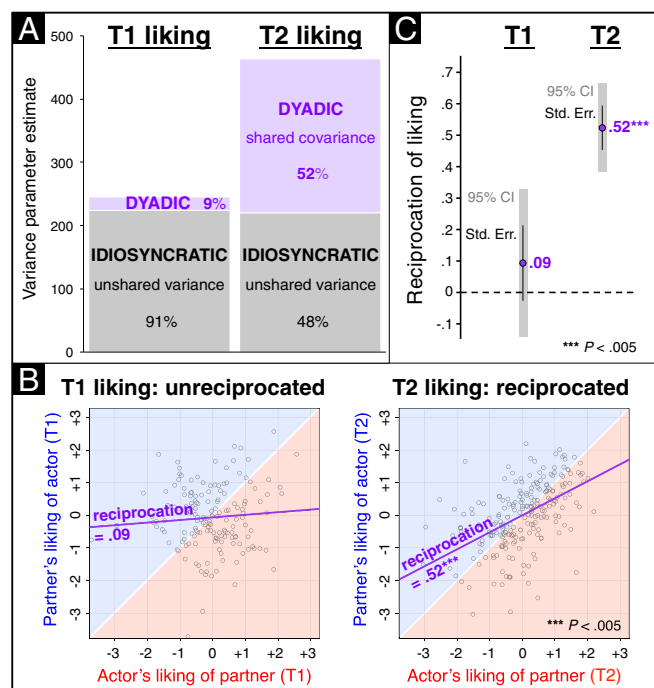 A
T1 liking
T2 liking
Variance parameter estimate
500
400
300
200
100
0
DYADIC 9%
IDIOSYNCRATIC
unshared variance
91%
DYADIC
shared covariance
52%
IDIOSYNCRATIC
unshared variance
48%
C
T1
T2
Reciprocation of liking
.7
.6
.5
.4
.3
.2
.1
0
-.1
95% CI
Std. Err.
.52***
95% CI
Std. Err.
.09
*** P < .005
B
T1 liking: unreciprocated
Partner's liking of actor (T1)
+3
+2
+1
0
-1
-2
-3
reciprocation
= .09
-3 -2 -1 0 +1 +2 +3
Actor's liking of partner (T1)
T2 liking: reciprocated
Partner's liking of actor (T2)
+3
+2
+1
0
-1
-2
-3
reciprocation
= .52***
*** P < .005
-3 -2 -1 0 +1 +2 +3
Actor's liking of partner (T2)